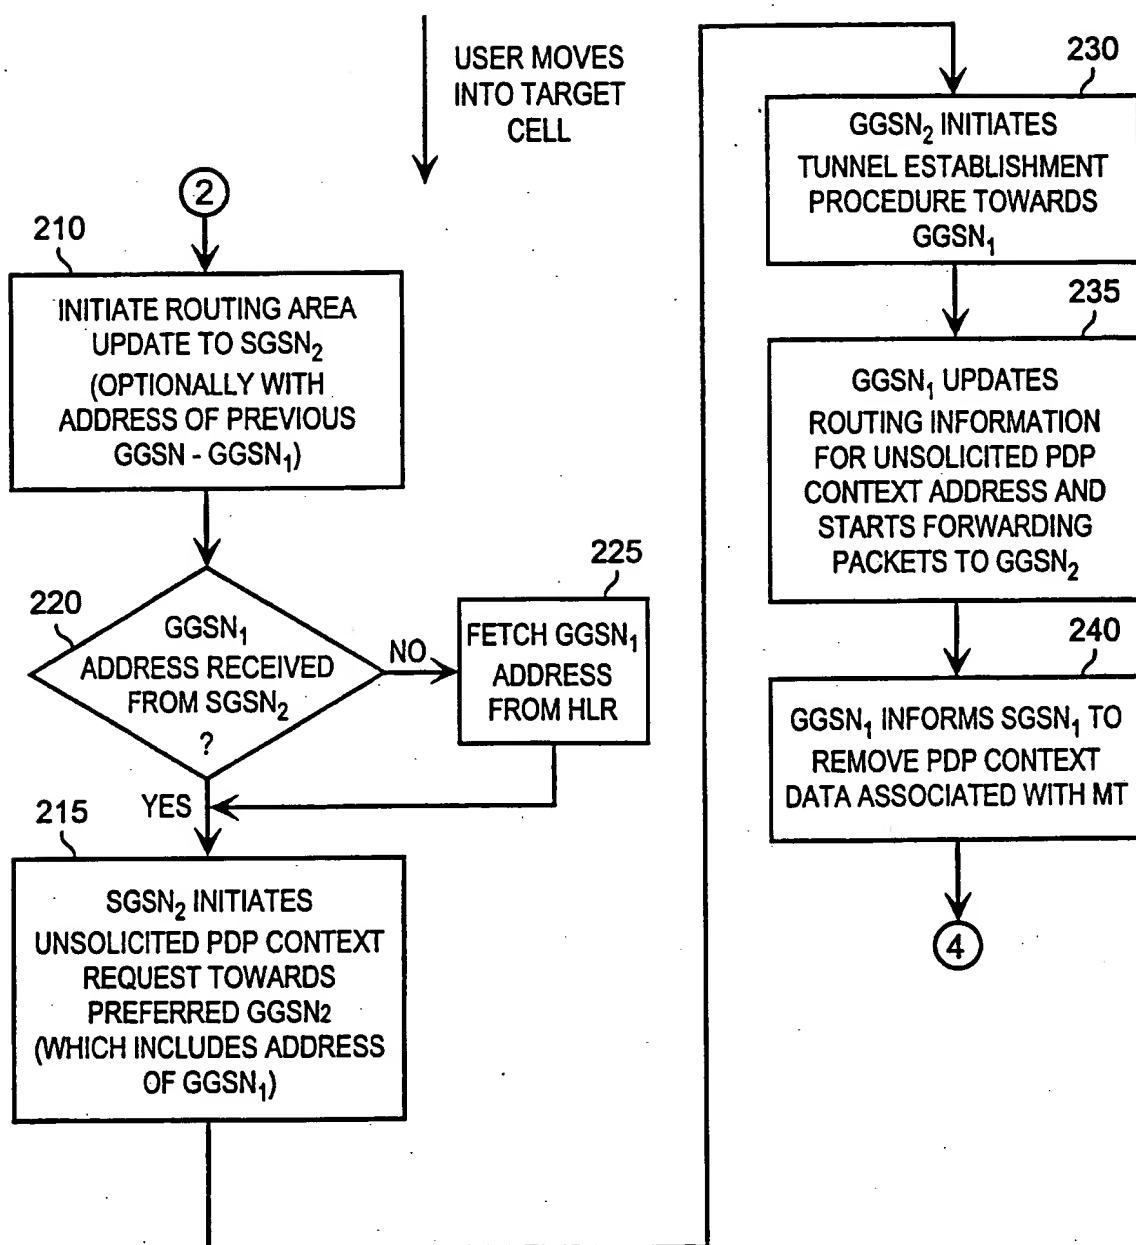 USER MOVES
INTO TARGET
CELL
2
210
INITIATE ROUTING AREA
UPDATE TO SGSN₂
(OPTIONALLY WITH
ADDRESS OF PREVIOUS
GGSN - GGSN₁)
220
GGSN₁
ADDRESS RECEIVED
FROM SGSN₂
?
NO
225
FETCH GGSN₁
ADDRESS
FROM HLR
YES
215
SGSN₂ INITIATES
UNSOLICITED PDP CONTEXT
REQUEST TOWARDS
PREFERRED GGSN2
(WHICH INCLUDES ADDRESS
OF GGSN₁)
230
GGSN₂ INITIATES
TUNNEL ESTABLISHMENT
PROCEDURE TOWARDS
GGSN₁
235
GGSN₁ UPDATES
ROUTING INFORMATION
FOR UNSOLICITED PDP
CONTEXT ADDRESS AND
STARTS FORWARDING
PACKETS TO GGSN₂
240
GGSN₁ INFORMS SGSN₁ TO
REMOVE PDP CONTEXT
DATA ASSOCIATED WITH MT
4